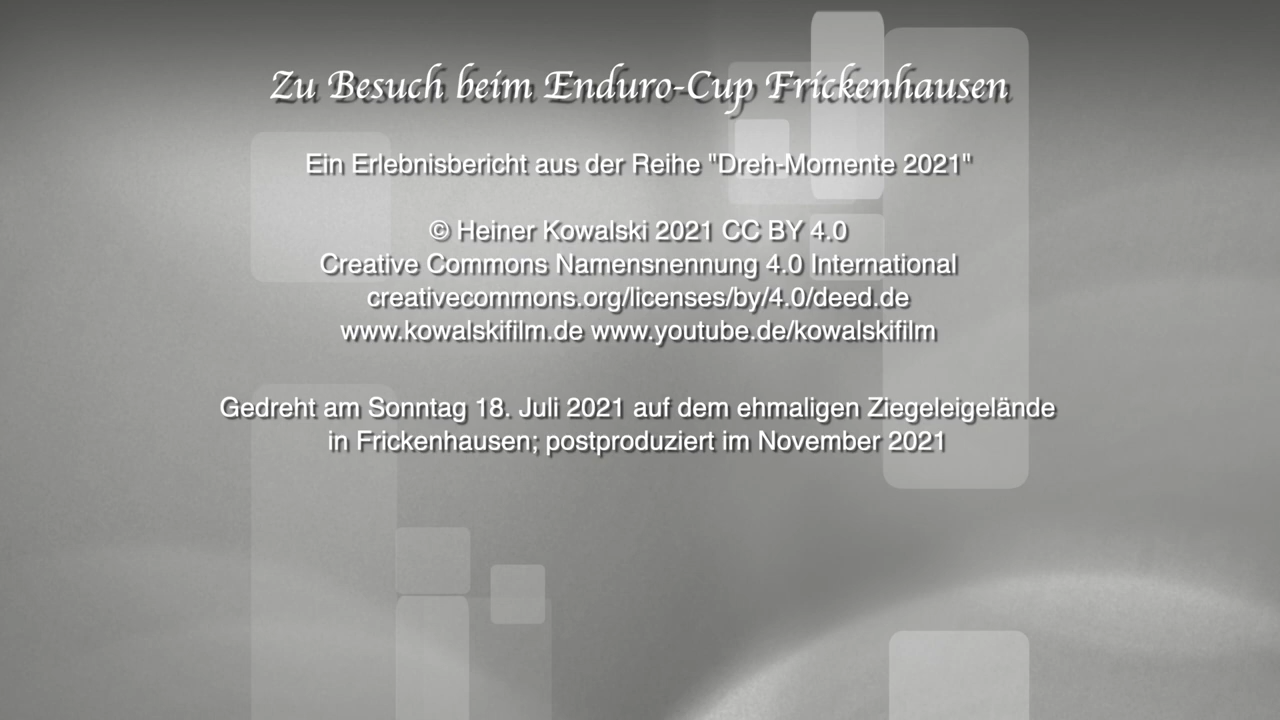 Zu Besuch beim Enduro-Cup Frickenhausen
Ein Erlebnisbericht aus der Reihe "Dreh-Momente 2021"
© Heiner Kowalski 2021 CC BY 4.0
Creative Commons Namensnennung 4.0 International
creativecommons.org/licenses/by/4.0/deed.de
www.kowalskifilm.de www.youtube.de/kowalskifilm
Gedreht am Sonntag 18. Juli 2021 auf dem ehmaligen Ziegeleigelände
in Frickenhausen; postproduziert im November 2021